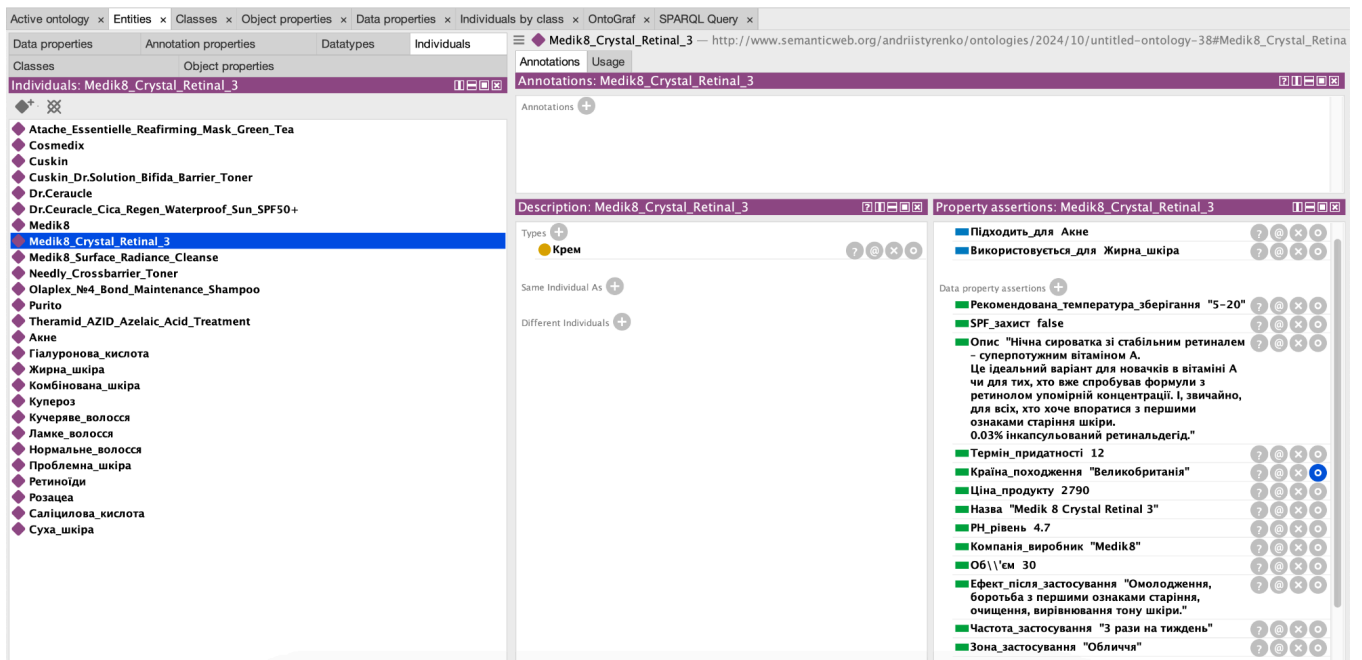 Active ontology × Entities × Classes × Object properties × Data properties × Individuals by class × OntoGraf × SPARQL Query ×
Data properties Annotation properties Datatypes Individuals
Classes Object properties
Individuals: Medik8_Crystal_Retinal_3
Atache_Essentielle_Reafirming_Mask_Green_Tea
Cosmedix
Cuskin
Cuskin_Dr.Solution_Bifida_Barrier_Toner
Dr.Ceraucle
Dr.Ceuracle_Cica_Regen_Waterproof_Sun_SPF50+
Medik8
Medik8_Crystal_Retinal_3
Medik8_Surface_Radiance_Cleanse
Needly_Crossbarrier_Toner
Olaplex_№4_Bond_Maintenance_Shampoo
Purito
Theramid_AZID_Azelaic_Acid_Treatment
Акне
Гіалуронова_кислота
Жирна_шкіра
Комбінована_шкіра
Купероз
Кучеряве_волосся
Ламке_волосся
Нормальне_волосся
Проблемна_шкіра
Ретиноїди
Розацеа
Саліцилова_кислота
Суха_шкіра
Medik8_Crystal_Retinal_3 — http://www.semanticweb.org/andriistyrenko/ontologies/2024/10/untitled-ontology-38#Medik8_Crystal_Retina
Annotations Usage
Annotations: Medik8_Crystal_Retinal_3
Annotations
Description: Medik8_Crystal_Retinal_3
Types
Крем
Same Individual As
Different Individuals
Property assertions: Medik8_Crystal_Retinal_3
Підходить_для Акне
Використовується_для Жирна_шкіра
Data property assertions
Рекомендована_температура_зберігання "5-20"
SPF_захист false
Опис "Нічна сироватка зі стабільним ретиналем
– суперпотужним вітаміном А.
Це ідеальний варіант для новачків в вітаміні А
чи для тих, хто вже спробував формули з
ретинолом упомірній концентрації. І, звичайно,
для всіх, хто хоче впоратися з першими
ознаками старіння шкіри.
0.03% інкапсульований ретинальдегід."
Термін_придатності 12
Країна_походження "Великобританія"
Ціна_продукту 2790
Назва "Medik 8 Crystal Retinal 3"
PH_рівень 4.7
Компанія_виробник "Medik8"
Об\\'єм 30
Ефект_після_застосування "Омолодження,
боротьба з першими ознаками старіння,
очищення, вирівнювання тону шкіри."
Частота_застосування "3 рази на тиждень"
Зона_застосування "Обличчя"